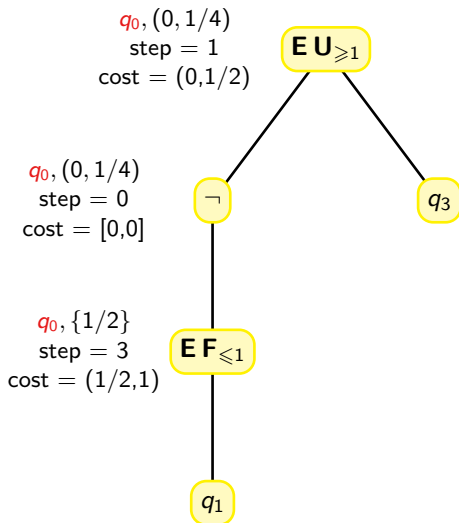 q₀, (0, 1/4)
step = 1
cost = (0,1/2)
E U⩾1
q₀, (0, 1/4)
step = 0
cost = [0,0]
¬
q₃
q₀, {1/2}
step = 3
cost = (1/2,1)
E F⩽1
q₁